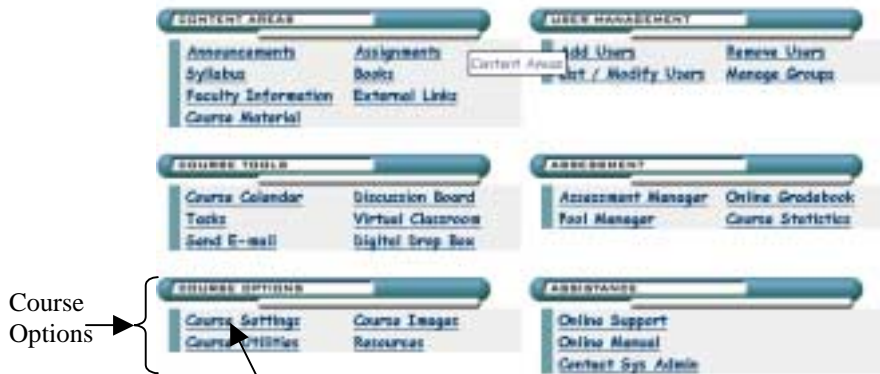 CONTENT AREAS
Announcements Assignments
Syllabus Books
Faculty Information External Links
Course Material
USER MANAGEMENT
Add Users Remove Users
List / Modify Users Manage Groups
Content Areas
COURSE TOOLS
Course Calendar Discussion Board
Tasks Virtual Classroom
Send E-mail Digital Drop Box
ASSESSMENT
Assessment Manager Online Gradebook
Pool Manager Course Statistics
Course
Options
COURSE OPTIONS
Course Settings Course Images
Course Utilities Resources
ASSISTANCE
Online Support
Online Manual
Contact Sys Admin